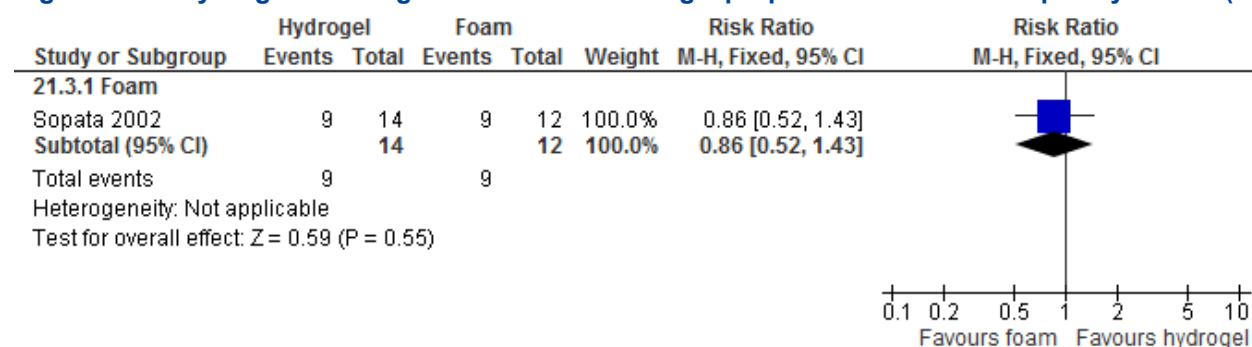 Hydrogel Foam Risk Ratio Risk Ratio
Study or Subgroup Events Total Events Total Weight M-H, Fixed, 95% CI M-H, Fixed, 95% CI
21.3.1 Foam
Sopata 2002 9 14 9 12 100.0% 0.86 [0.52, 1.43]
Subtotal (95% CI) 14 12 100.0% 0.86 [0.52, 1.43]
Total events 9 9
Heterogeneity: Not applicable
Test for overall effect: Z = 0.59 (P = 0.55)
0.1 0.2 0.5 1 2 5 10
Favours foam Favours hydrogel